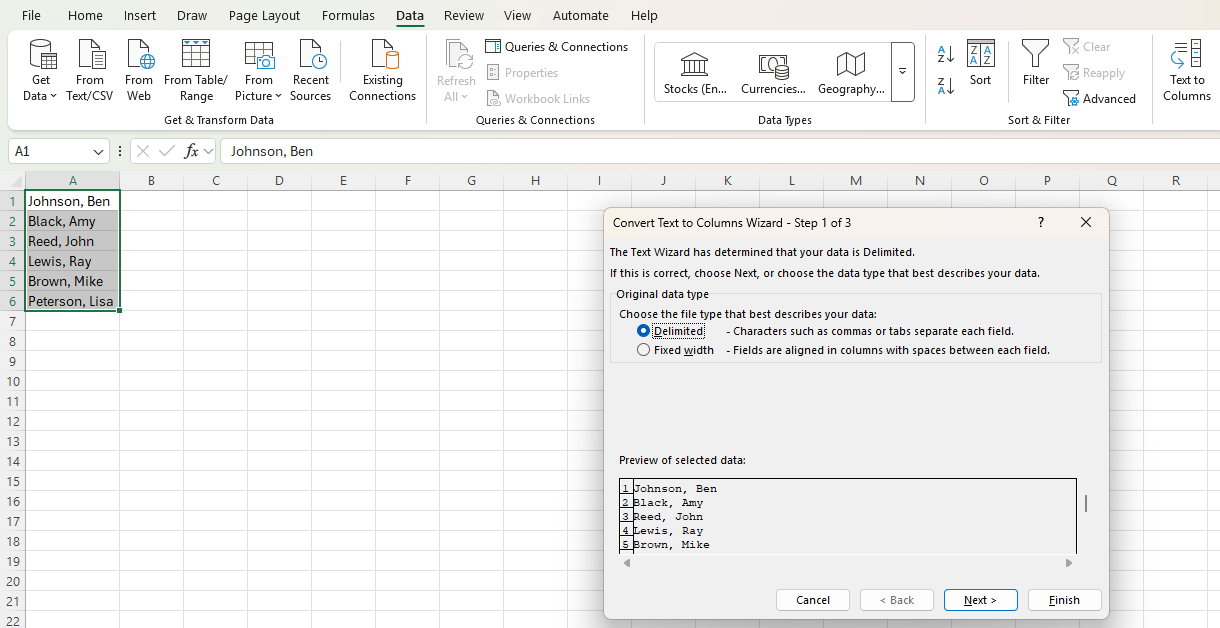 File Home Insert Draw Page Layout Formulas Data Review View Automate Help
Get Data
From Text/CSV
From Web
From Table/ Range
From Picture
Recent Sources
Existing Connections
Get & Transform Data
Refresh All
Queries & Connections
Properties
Workbook Links
Queries & Connections
Stocks (En...
Currencies...
Geography...
Data Types
A Z
Z A
Z A A Z
Sort
Filter
Clear
Reapply
Advanced
Sort & Filter
Text to Columns
A1
fx
Johnson, Ben
A B C D E F G H I J K L M N O P Q R
1 Johnson, Ben
2 Black, Amy
3 Reed, John
4 Lewis, Ray
5 Brown, Mike
6 Peterson, Lisa
7
8
9
10
11
12
13
14
15
16
17
18
19
20
21
22
Convert Text to Columns Wizard - Step 1 of 3 ?
The Text Wizard has determined that your data is Delimited.
If this is correct, choose Next, or choose the data type that best describes your data.
Original data type
Choose the file type that best describes your data:
Delimited - Characters such as commas or tabs separate each field.
Fixed width - Fields are aligned in columns with spaces between each field.
Preview of selected data:
1 Johnson, Ben
2 Black, Amy
3 Reed, John
4 Lewis, Ray
5 Brown, Mike
Cancel < Back Next > Finish